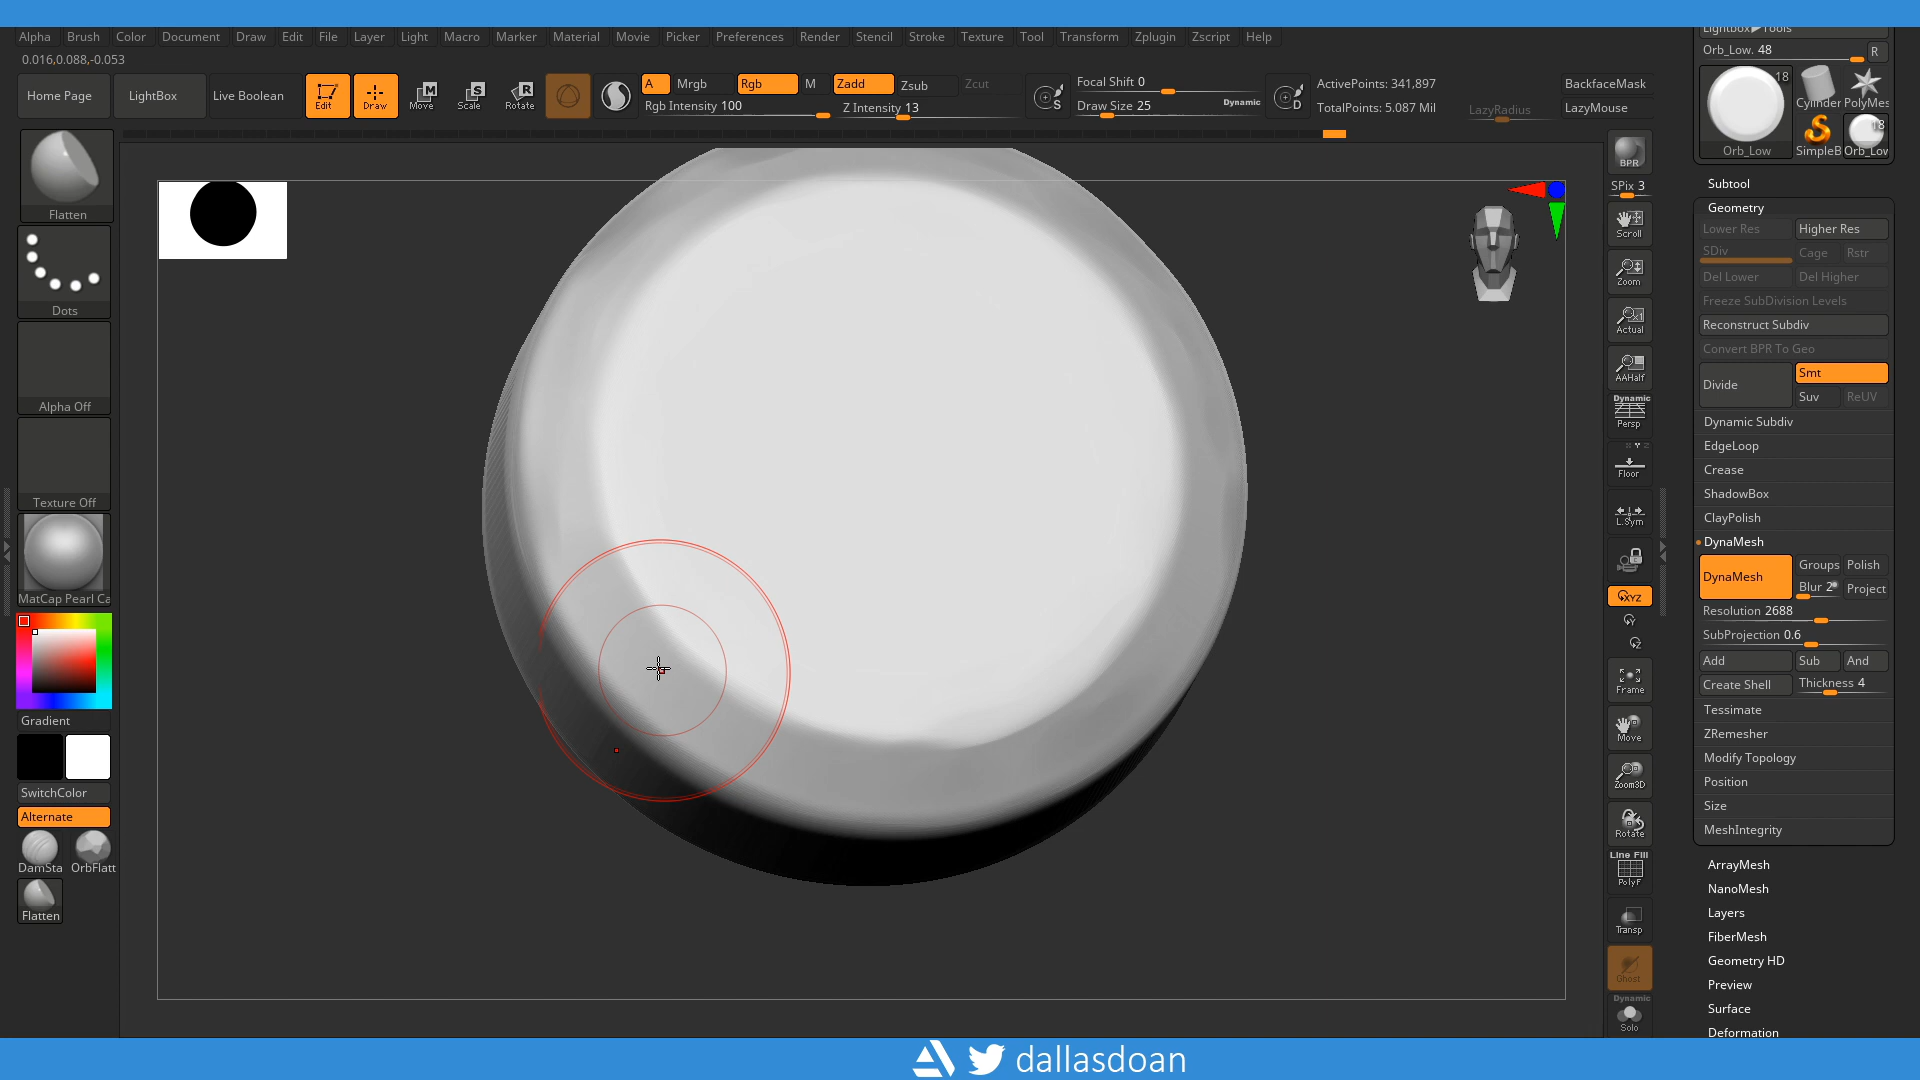 Alpha Brush Color Document Draw Edit File Layer Light Macro Marker Material Movie Picker Preferences Render Stencil Stroke Texture Tool Transform Zplugin Zscript Help
0.016,0.088,-0.053
Home Page LightBox Live Boolean Edit Draw Move Scale Rotate
A Mrgb Rgb M Zadd Zsub Zcut
Rgb Intensity 100 Z Intensity 13
S Focal Shift 0
Draw Size 25 Dynamic D
ActivePoints: 341,897
TotalPoints: 5.087 Mil
LazyRadius
BackfaceMask
LazyMouse
Flatten
Dots
Alpha Off
Texture Off
MatCap Pearl Ca
Gradient
SwitchColor
Alternate
DamSta OrbFlatt
Flatten
BPR
SPix 3
Scroll
Zoom
Actual
AAHalf
Dynamic
Persp
Floor
L.Sym
XYZ
Y
Z
Frame
Move
Zoom3D
Rotate
Line Fill
PolyF
Transp
Ghost
Dynamic
Solo
Lightbox▶Tools
Orb_Low. 48 R
18
Cylinder PolyMes
18
Orb_Low SimpleB Orb_Low
Subtool
Geometry
Lower Res Higher Res
SDiv Cage Rstr
Del Lower Del Higher
Freeze SubDivision Levels
Reconstruct Subdiv
Convert BPR To Geo
Divide Smt
Suv ReUV
Dynamic Subdiv
EdgeLoop
Crease
ShadowBox
ClayPolish
DynaMesh
DynaMesh Groups Polish
Blur 2 Project
Resolution 2688
SubProjection 0.6
Add Sub And
Create Shell Thickness 4
Tessimate
ZRemesher
Modify Topology
Position
Size
MeshIntegrity
ArrayMesh
NanoMesh
Layers
FiberMesh
Geometry HD
Preview
Surface
Deformation
dallasdoan